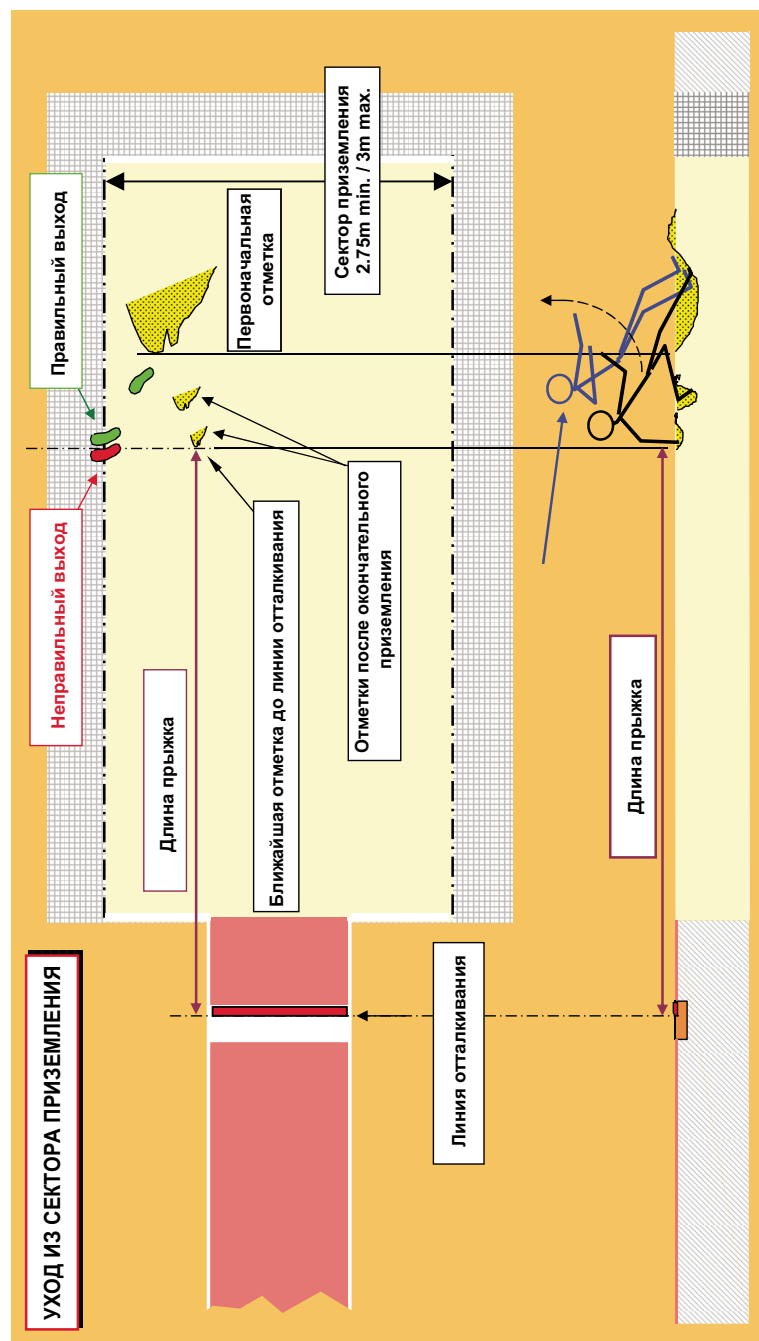 УХОД ИЗ СЕКТОРА ПРИЗЕМЛЕНИЯ
Неправильный выход
Правильный выход
Длина прыжка
Первоначальная
отметка
Сектор приземления
2.75m min. / 3m max.
Ближайшая отметка до линии отталкивания
Отметки после окончательного
приземления
Линия отталкивания
Длина прыжка